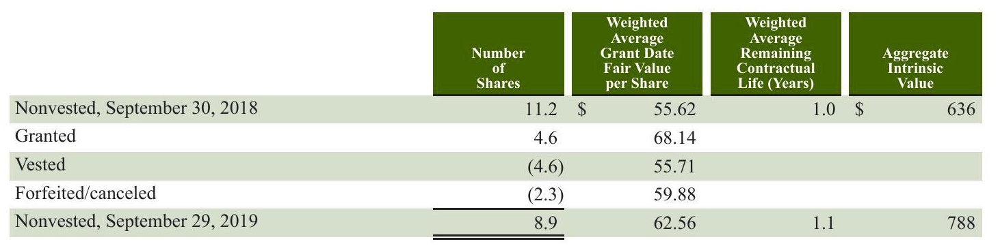 Number of Shares
Weighted Average Grant Date Fair Value per Share
Weighted Average Remaining Contractual Life (Years)
Aggregate Intrinsic Value
Nonvested, September 30, 2018 11.2 $ 55.62 1.0 $ 636
Granted 4.6 68.14
Vested (4.6) 55.71
Forfeited/canceled (2.3) 59.88
Nonvested, September 29, 2019 8.9 62.56 1.1 788